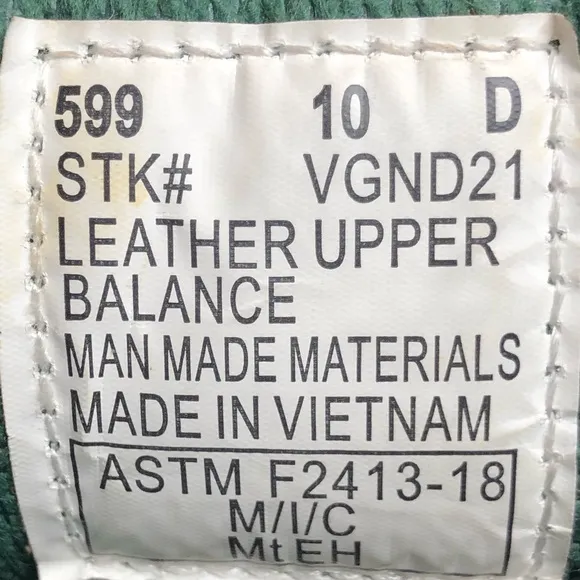 599 10 D
STK# VGND21
LEATHER UPPER
BALANCE
MAN MADE MATERIALS
MADE IN VIETNAM
ASTM F2413-18
M/I/C
Mt EH